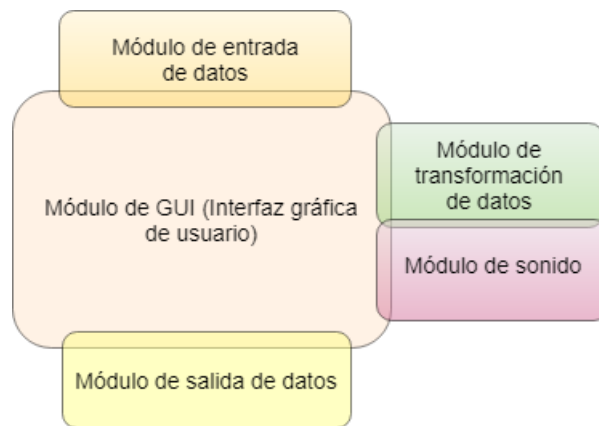 Módulo de entrada
de datos
Módulo de GUI (Interfaz gráfica
de usuario)
Módulo de
transformación
de datos
Módulo de sonido
Módulo de salida de datos